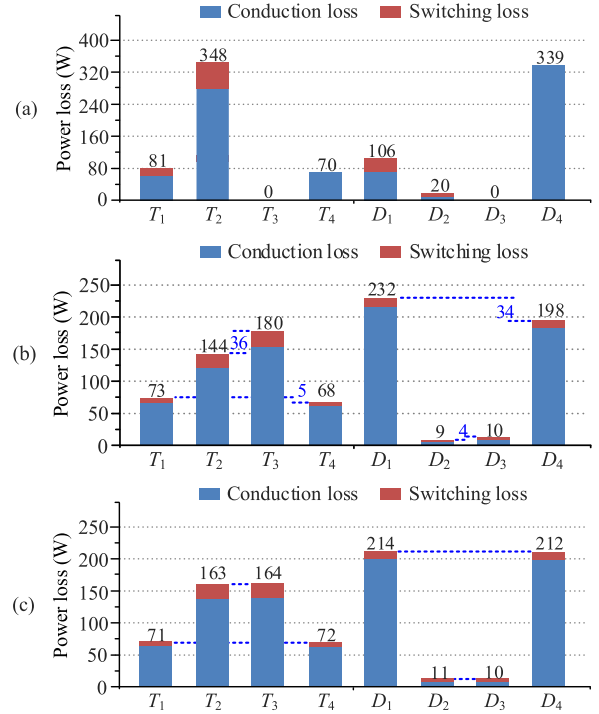 Conduction loss Switching loss
(a)
Power loss (W)
400
320
240
160
80
0
81 348 0 70 106 20 0 339
T1 T2 T3 T4 D1 D2 D3 D4
Conduction loss Switching loss
(b)
Power loss (W)
250
200
150
100
50
0
73 144 36 180 5 68 232 9 4 10 34 198
T1 T2 T3 T4 D1 D2 D3 D4
Conduction loss Switching loss
(c)
Power loss (W)
250
200
150
100
50
0
71 163 164 72 214 11 10 212
T1 T2 T3 T4 D1 D2 D3 D4